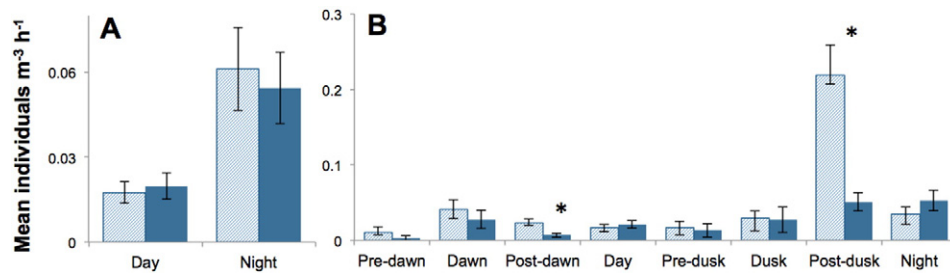 A
B
Mean individuals m-3 h-1
0.06
0.03
0
Day Night
0.3
0.2
0.1
0
*
*
Pre-dawn Dawn Post-dawn Day Pre-dusk Dusk Post-dusk Night